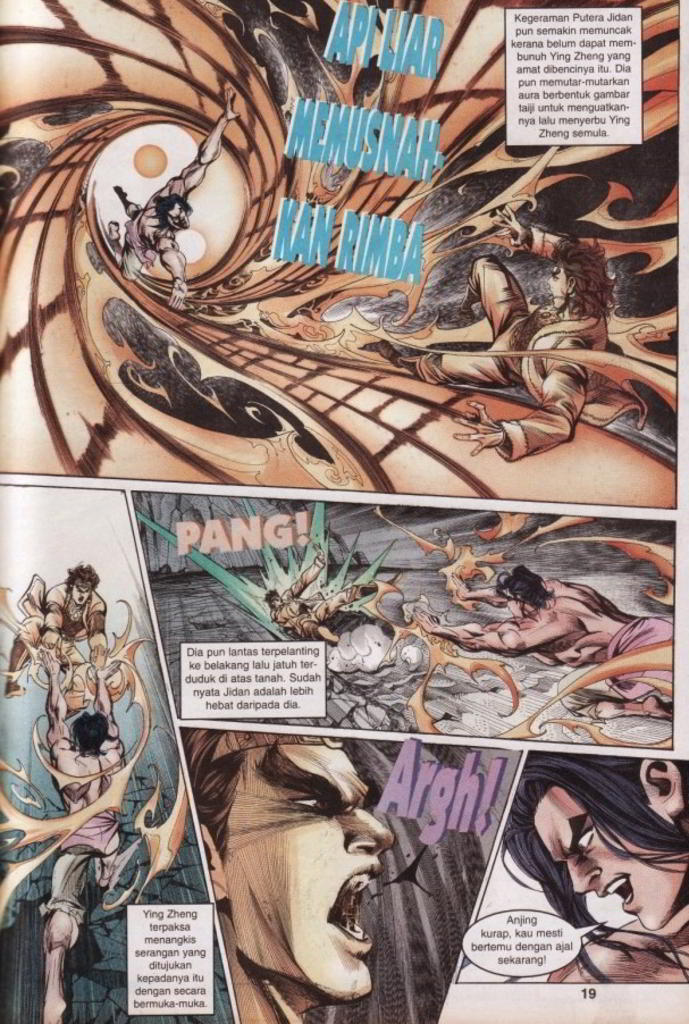 API LIAR
MEMUSNAH-
KAN RIMBA
Kegeraman Putera Jidan
pun semakin memuncak
kerana belum dapat mem-
bunuh Ying Zheng yang
amat dibencinya itu. Dia
pun memutar-mutarkan
aura berbentuk gambar
taiji untuk menguatkan-
nya lalu menyerbu Ying
Zheng semula.
PANG!
Dia pun lantas terpelanting
ke belakang lalu jatuh ter-
duduk di atas tanah. Sudah
nyata Jidan adalah lebih
hebat daripada dia.
Ying Zheng
terpaksa
menangkis
serangan yang
ditujukan
kepadanya itu
dengan secara
bermuka-muka.
Argh!
Anjing
kurap, kau mesti
bertemu dengan ajal
sekarang!
19